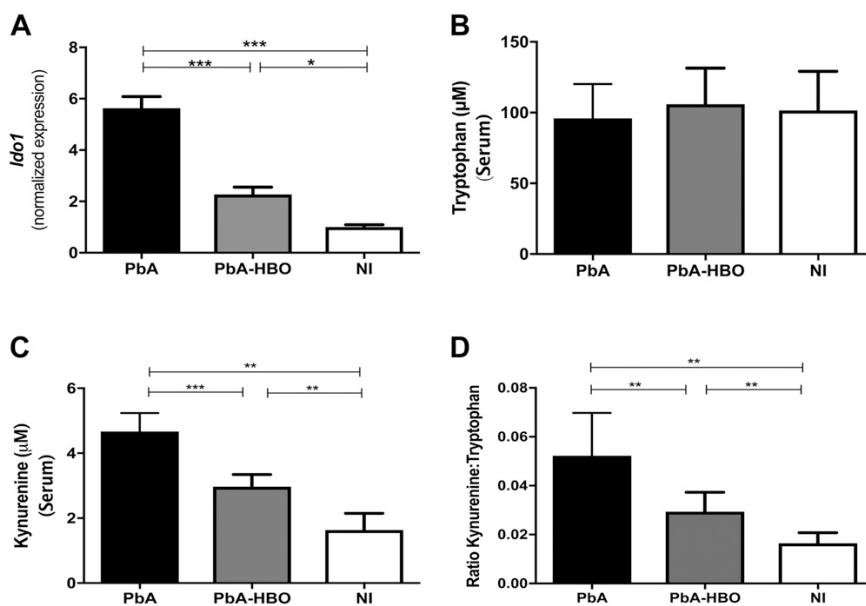 A
***
***
*
Ido1
(normalized expression)
8
6
4
2
0
PbA
PbA-HBO
NI
B
Tryptophan (µM)
(Serum)
150
100
50
0
PbA
PbA-HBO
NI
C
**
***
**
Kynurenine (µM)
(Serum)
6
4
2
0
PbA
PbA-HBO
NI
D
**
**
**
Ratio Kynurenine:Tryptophan
0.08
0.06
0.04
0.02
0.00
PbA
PbA-HBO
NI